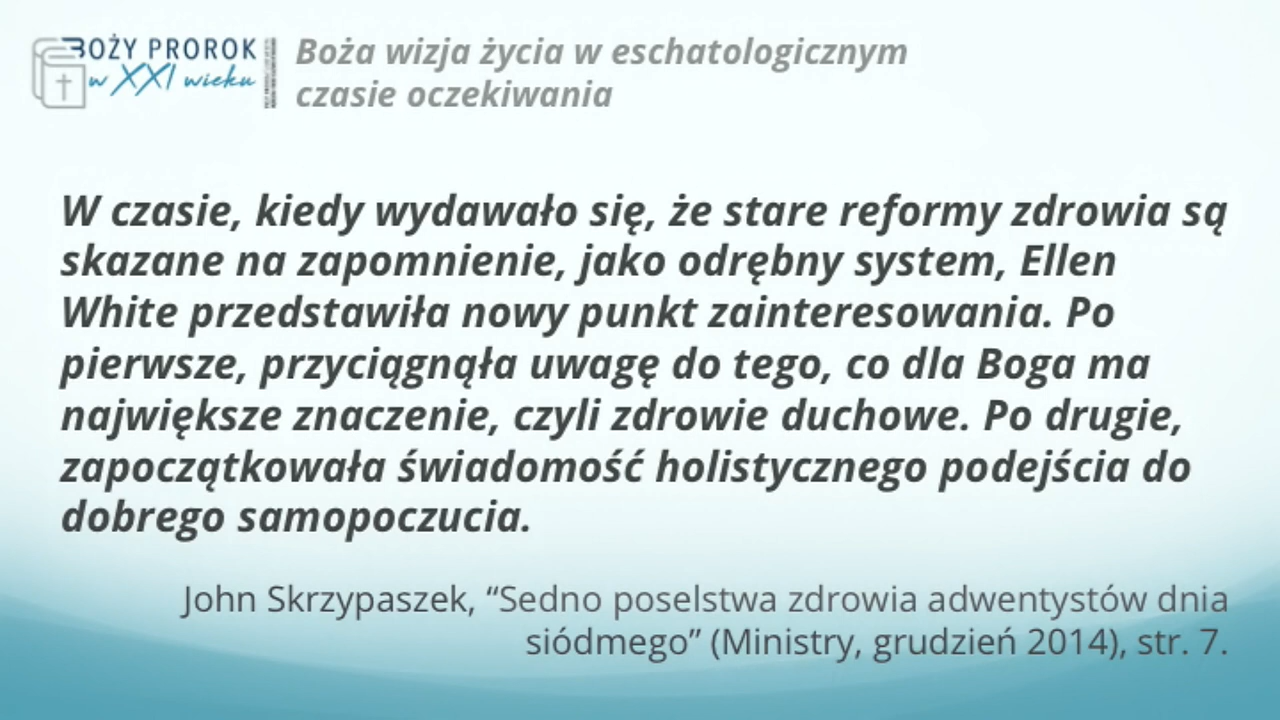 BOŻY PROROK
w XXI wieku
Boża wizja życia w eschatologicznym
czasie oczekiwania
W czasie, kiedy wydawało się, że stare reformy zdrowia są
skazane na zapomnienie, jako odrębny system, Ellen
White przedstawiła nowy punkt zainteresowania. Po
pierwsze, przyciągnąła uwagę do tego, co dla Boga ma
największe znaczenie, czyli zdrowie duchowe. Po drugie,
zapoczątkowała świadomość holistycznego podejścia do
dobrego samopoczucia.
John Skrzypaszek, “Sedno poselstwa zdrowia adwentystów dnia
siódmego” (Ministry, grudzień 2014), str. 7.